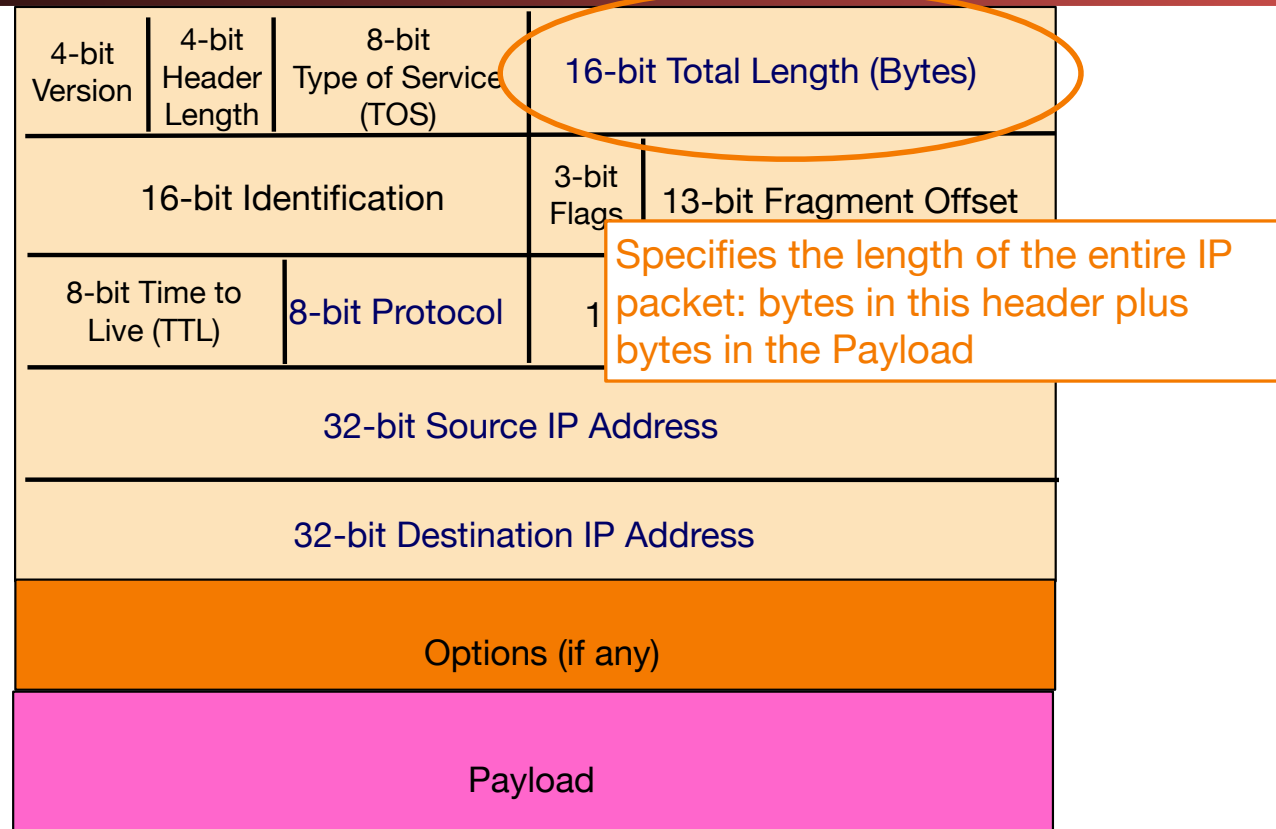 4-bit
Version
4-bit
Header
Length
8-bit
Type of Service
(TOS)
16-bit Total Length (Bytes)
16-bit Identification
3-bit
Flags
13-bit Fragment Offset
8-bit Time to
Live (TTL)
8-bit Protocol
1
Specifies the length of the entire IP
packet: bytes in this header plus
bytes in the Payload
32-bit Source IP Address
32-bit Destination IP Address
Options (if any)
Payload